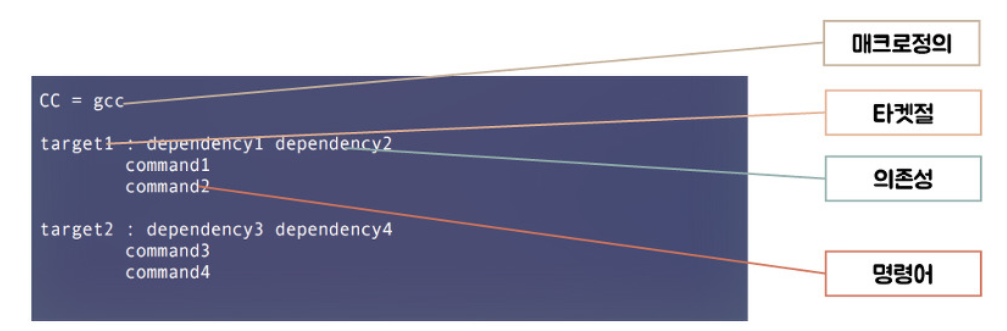 매크로정의
CC = gcc
타켓절
target1 : dependency1 dependency2
command1
의존성
command2
target2 : dependency3 dependency4
command3
명령어
command4